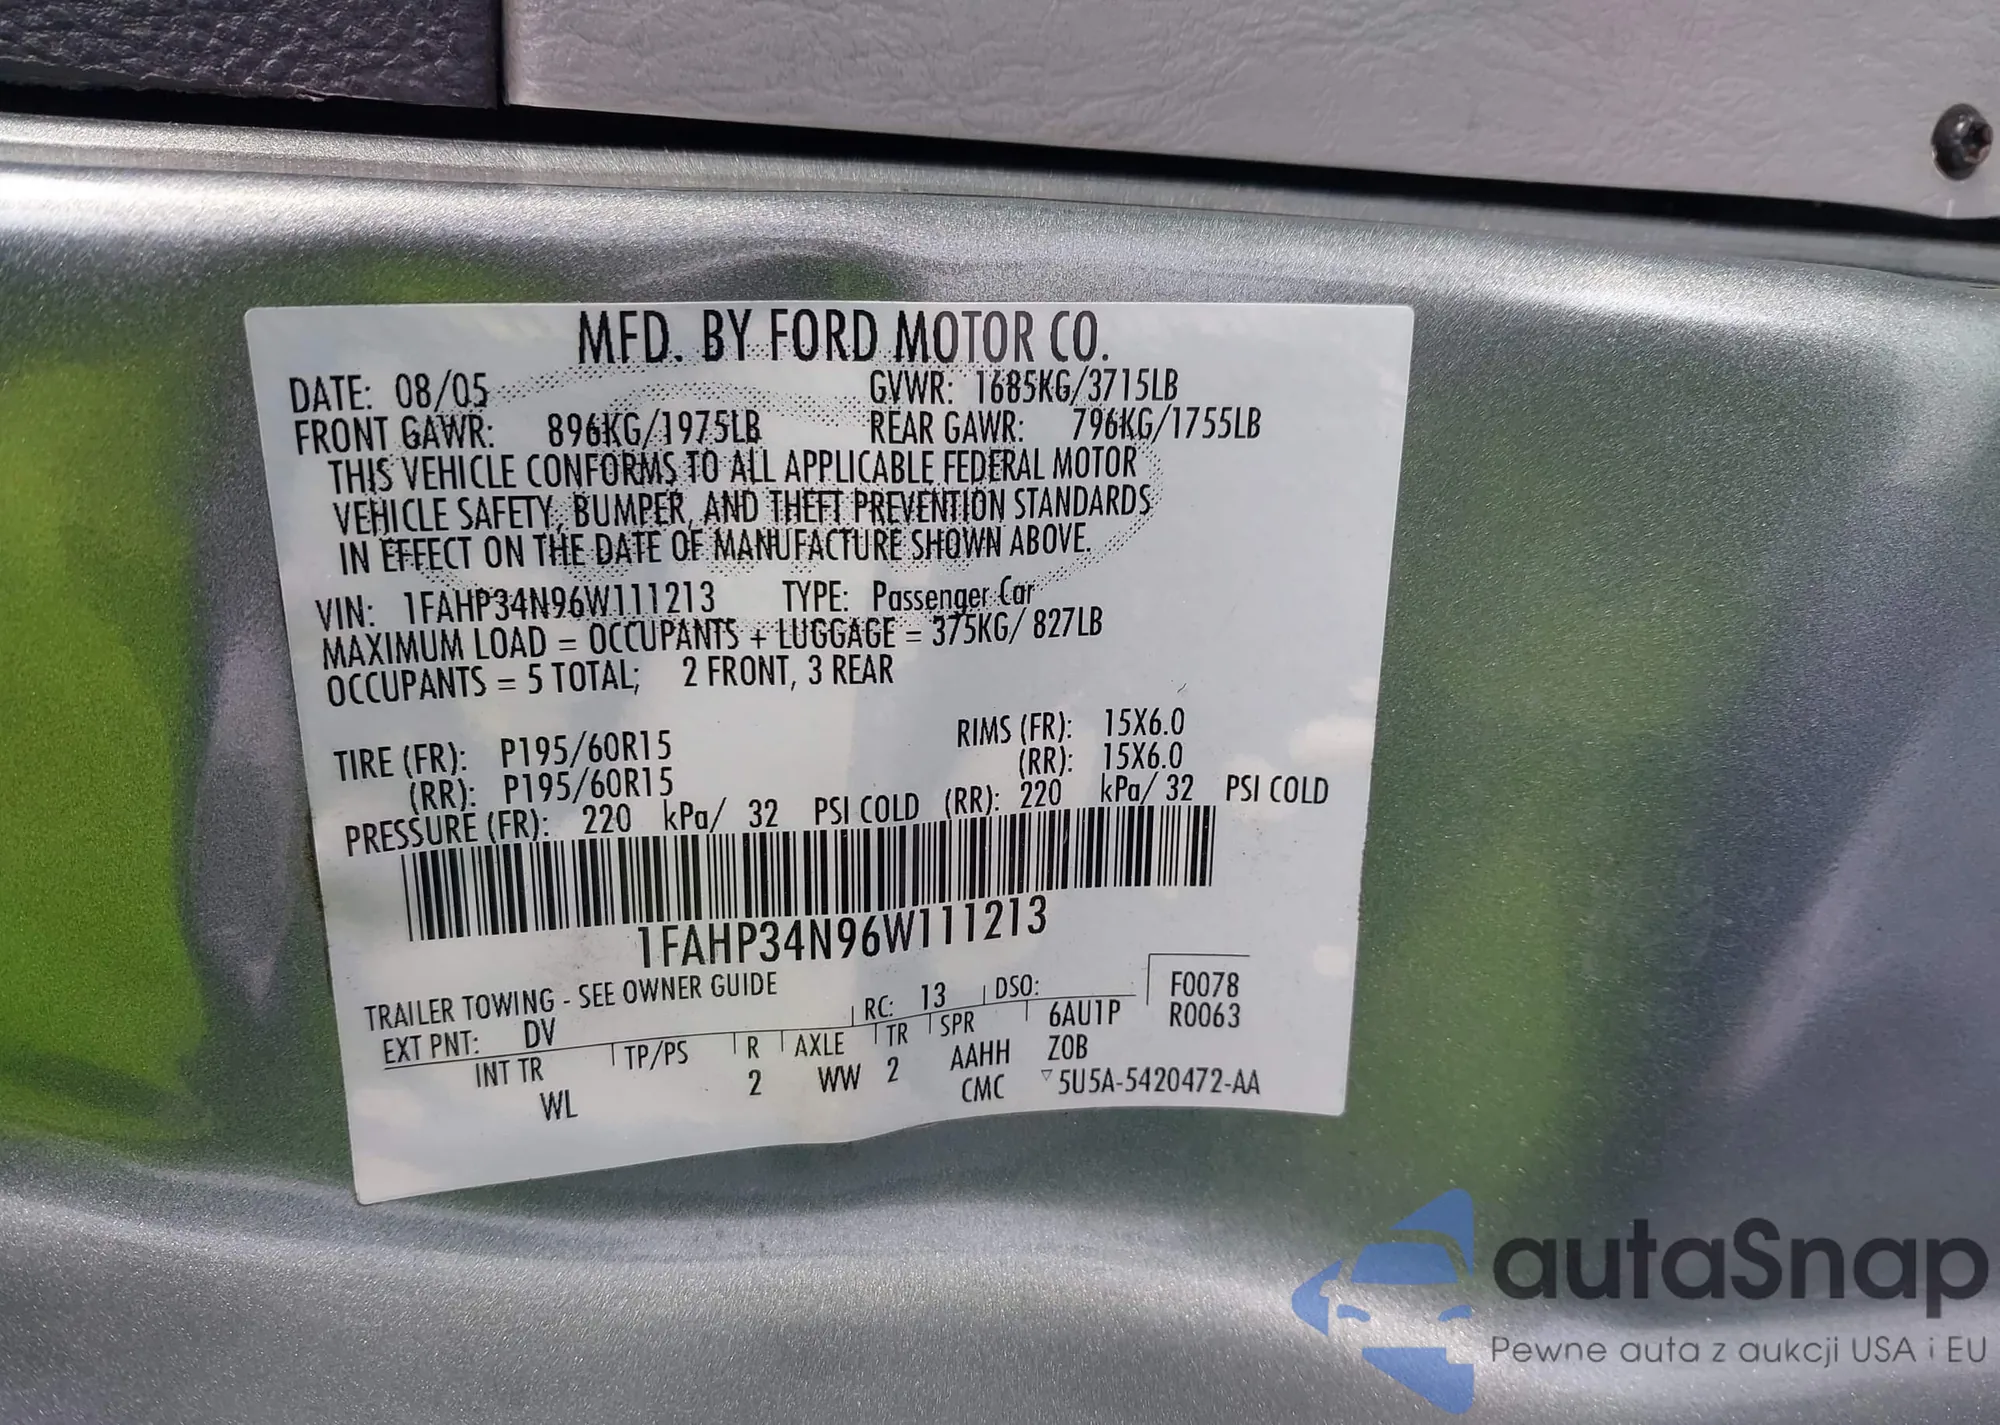 MFD. BY FORD MOTOR CO.
DATE: 08/05 GVWR: 1685KG/3715LB
FRONT GAWR: 896KG/1975LB REAR GAWR: 796KG/1755LB
THIS VEHICLE CONFORMS TO ALL APPLICABLE FEDERAL MOTOR
VEHICLE SAFETY, BUMPER, AND THEFT PREVENTION STANDARDS
IN EFFECT ON THE DATE OF MANUFACTURE SHOWN ABOVE.
VIN: 1FAHP34N96W111213 TYPE: Passenger Car
MAXIMUM LOAD = OCCUPANTS + LUGGAGE = 375KG/ 827LB
OCCUPANTS = 5 TOTAL; 2 FRONT, 3 REAR
TIRE (FR): P195/60R15 RIMS (FR): 15X6.0
(RR): P195/60R15 (RR): 15X6.0
PRESSURE (FR): 220 kPa/ 32 PSI COLD (RR): 220 kPa/ 32 PSI COLD
1FAHP34N96W111213
TRAILER TOWING - SEE OWNER GUIDE
EXT PNT: DV RC: 13 DSO: F0078
INT TR TP/PS R AXLE TR SPR 6AU1P R0063
WL 2 WW 2 AAHH ZOB
CMC ▽5U5A-5420472-AA
autaSnap
Pewne auta z aukcji USA i EU